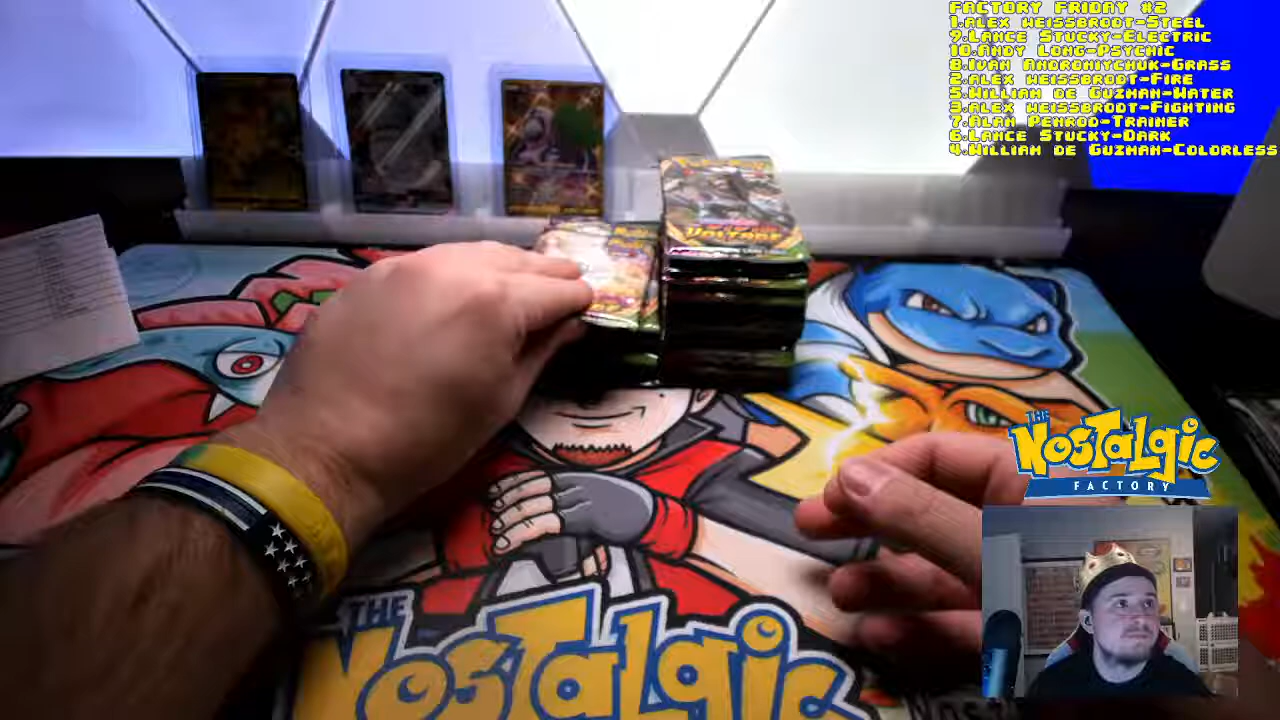 FACTORY FRIDAY #2
1.ALEX WEISSBRODT-STEEL
9.LANCE STUCKY-ELECTRIC
10.ANDY LONG-PSYCHIC
8.IVAN ANDRONIYCHUK-GRASS
2.ALEX WEISSBRODT-FIRE
5.WILLIAM DE GUZMAN-WATER
3.ALEX WEISSBRODT-FIGHTING
7.ALAN PENROD-TRAINER
6.LANCE STUCKY-DARK
4.WILLIAM DE GUZMAN-COLORLESS
VOLTAGE
THE
NOSTALGIC
FACTORY
THE
NOSTALGIC